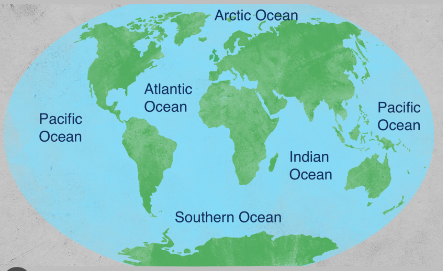 Arctic Ocean
Atlantic
Ocean
Pacific
Ocean
Pacific
Ocean
Indian
Ocean
Southern Ocean